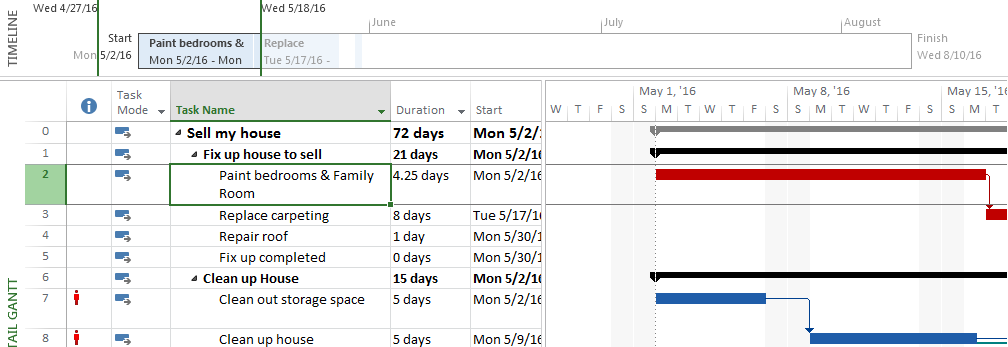 TIMELINE
Wed 4/27/16
Wed 5/18/16
June
July
August
Start
Mon 5/2/16
Paint bedrooms &
Mon 5/2/16 - Mon
Replace
Tue 5/17/16 -
Finish
Wed 8/10/16
Task Mode
Task Name
Duration
Start
May 1, '16
May 8, '16
May 15, '16
W T F S S M T W T F S S M T W T F S S M T
0 Sell my house 72 days Mon 5/2/
1 Fix up house to sell 21 days Mon 5/2/16
2 Paint bedrooms & Family 4.25 days Mon 5/2/16
Room
3 Replace carpeting 8 days Tue 5/17/16
4 Repair roof 1 day Mon 5/30/1
5 Fix up completed 0 days Mon 5/30/1
6 Clean up House 15 days Mon 5/2/16
7 Clean out storage space 5 days Mon 5/2/16
8 Clean up house 5 days Mon 5/9/16
TAIL GANTT